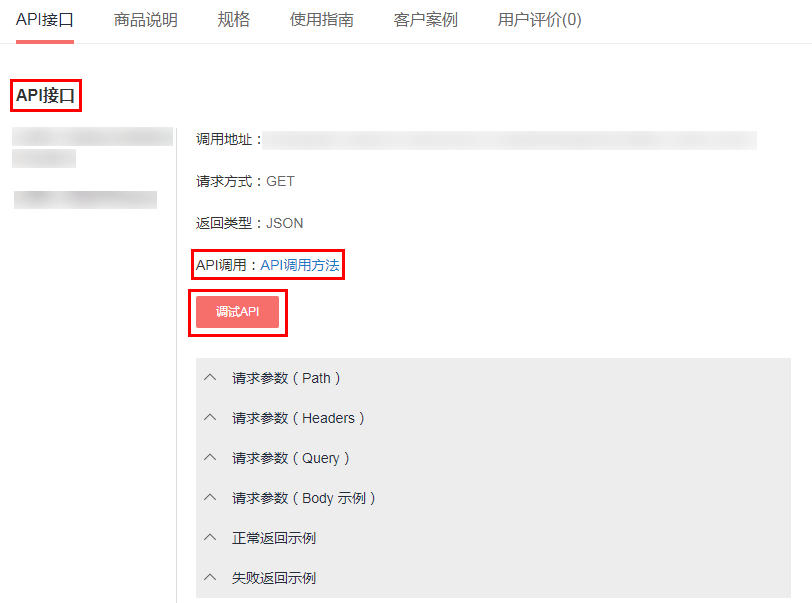 API接口 商品说明 规格 使用指南 客户案例 用户评价(0)
API接口
调用地址：
请求方式：GET
返回类型：JSON
API调用：API调用方法
调试API
请求参数（Path）
请求参数（Headers）
请求参数（Query）
请求参数（Body 示例）
正常返回示例
失败返回示例